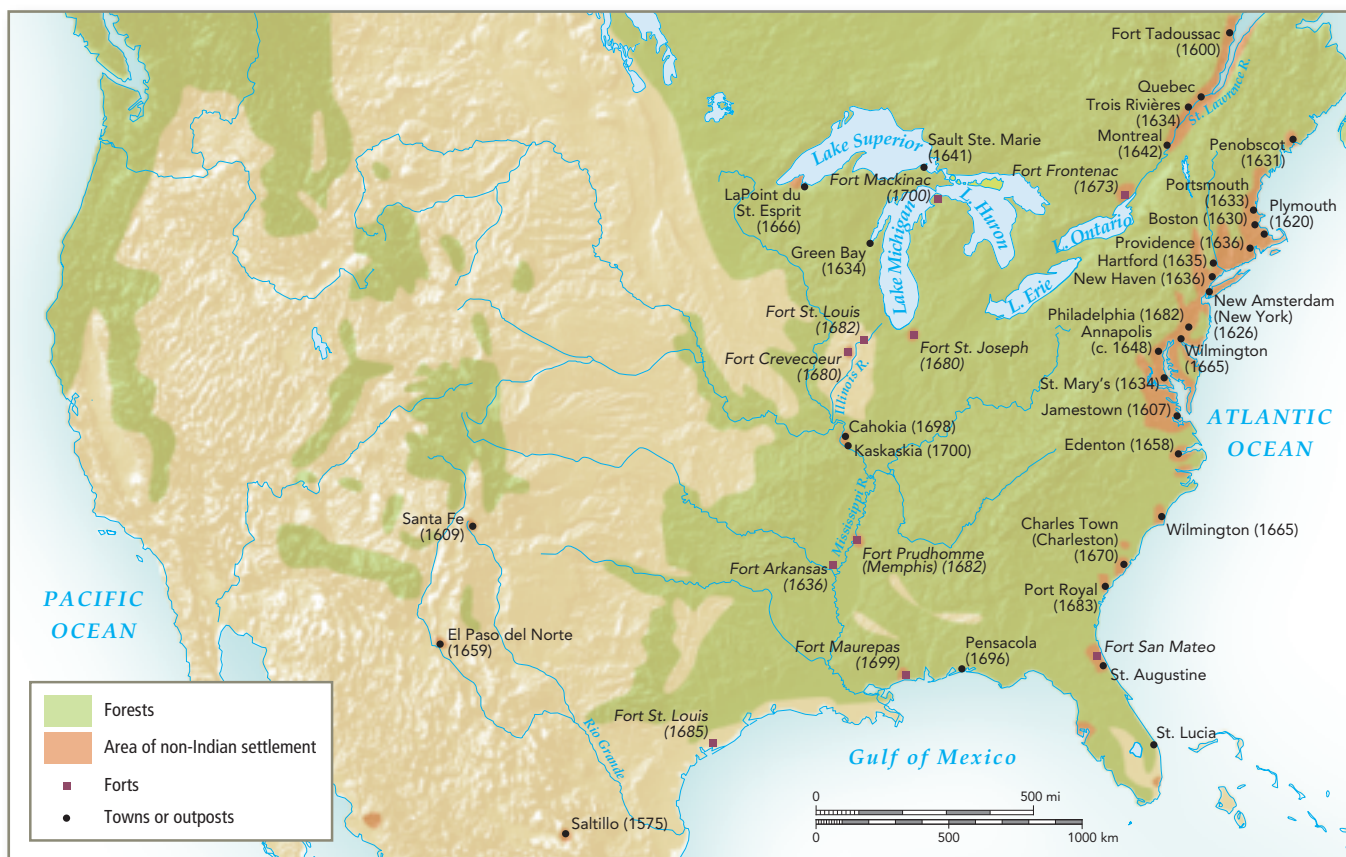 Fort Tadoussac
(1600)
Quebec
Trois Rivières
(1634)
St. Lawrence R.
Montreal
(1642)
Penobscot
(1631)
Lake Superior
Sault Ste. Marie
(1641)
Fort Mackinac
(1700)
Fort Frontenac
(1673)
LaPoint du
St. Esprit
(1666)
L. Huron
Portsmouth
(1633)
Plymouth
(1620)
Boston (1630)
Lake Michigan
L. Ontario
Green Bay
(1634)
Providence (1636)
Hartford (1635)
New Haven (1636)
L. Erie
New Amsterdam
(New York)
(1626)
Fort St. Louis
(1682)
Philadelphia (1682)
Annapolis
(c. 1648)
Wilmington
(1665)
Fort Crevecoeur
(1680)
Fort St. Joseph
(1680)
Illinois R.
St. Mary's (1634)
Jamestown (1607)
ATLANTIC
OCEAN
Cahokia (1698)
Kaskaskia (1700)
Edenton (1658)
Mississippi R.
Santa Fe
(1609)
Wilmington (1665)
Charles Town
(Charleston)
(1670)
Fort Prudhomme
(Memphis) (1682)
Fort Arkansas
(1636)
Port Royal
(1683)
PACIFIC
OCEAN
El Paso del Norte
(1659)
Fort Maurepas
(1699)
Pensacola
(1696)
Fort San Mateo
St. Augustine
Fort St. Louis
(1685)
Rio Grande
St. Lucia
Gulf of Mexico
Saltillo (1575)
Forests
Area of non-Indian settlement
Forts
Towns or outposts
0 500 mi
0 500 1000 km